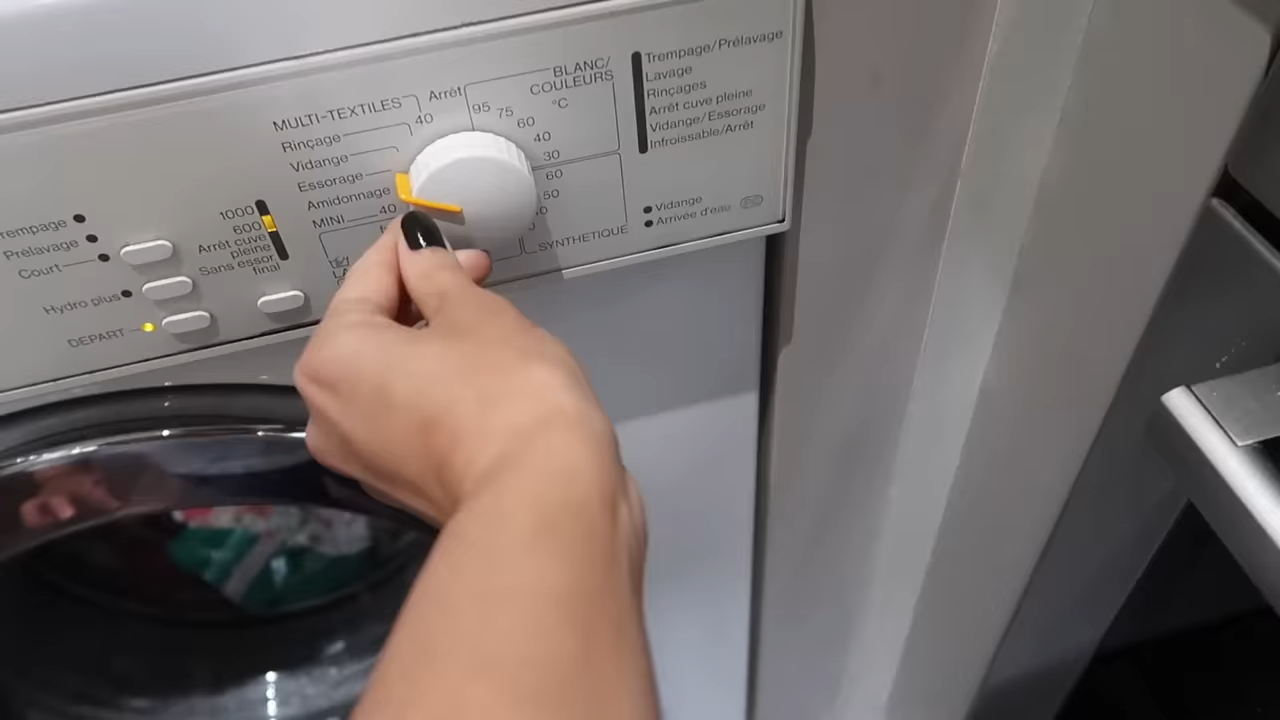 Prélavage
Court
Hydro plus
DEPART
1000
600
Arrêt cuve
pleine
Sans essor.
final
MULTI-TEXTILES
Rinçage
Vidange
Essorage
Amidonnage
MINI
40
40
Arrêt
BLANC/
COULEURS
°C
95
75
60
40
30
60
50
SYNTHETIQUE
Trempage/Prélavage
Lavage
Rinçages
Arrêt cuve pleine
Vidange/Essorage
Infroissable/Arrêt
Vidange
Arrivée d'eau